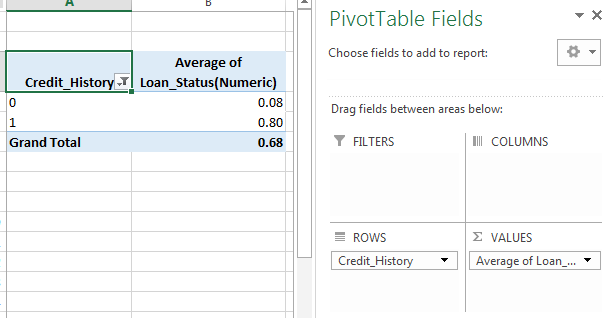 A B
Credit_History Average of
Loan_Status(Numeric)
0 0.08
1 0.80
Grand Total 0.68
PivotTable Fields
Choose fields to add to report:
Drag fields between areas below:
FILTERS COLUMNS
ROWS Σ VALUES
Credit_History Average of Loan_...